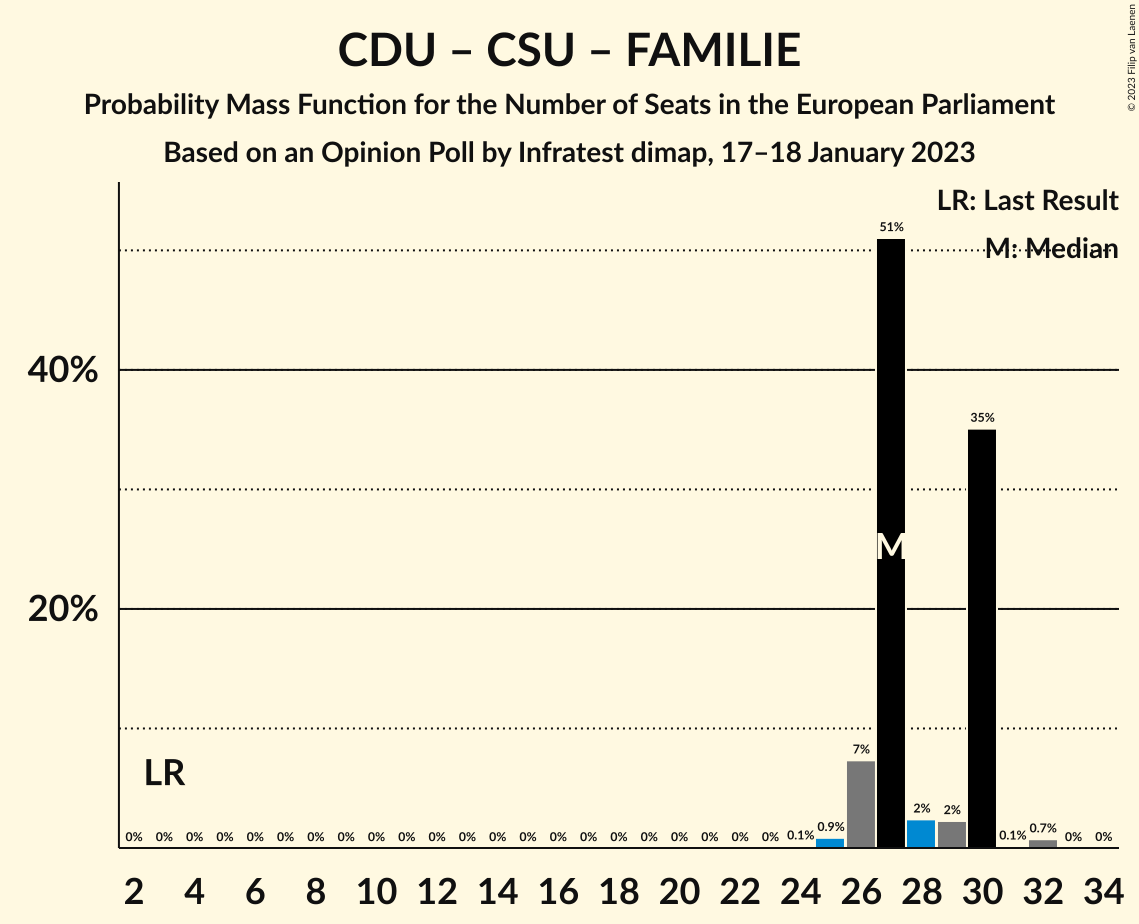 CDU – CSU – FAMILIE
Probability Mass Function for the Number of Seats in the European Parliament
Based on an Opinion Poll by Infratest dimap, 17–18 January 2023
© 2023 Filip van Laenen
LR: Last Result
M: Median
51%
40%
35%
M
20%
LR
7%
0% 0% 0% 0% 0% 0% 0% 0% 0% 0% 0% 0% 0% 0% 0% 0% 0% 0% 0% 0% 0% 0% 0.1% 0.9% 2% 2% 0.1% 0.7% 0% 0%
2 4 6 8 10 12 14 16 18 20 22 24 26 28 30 32 34